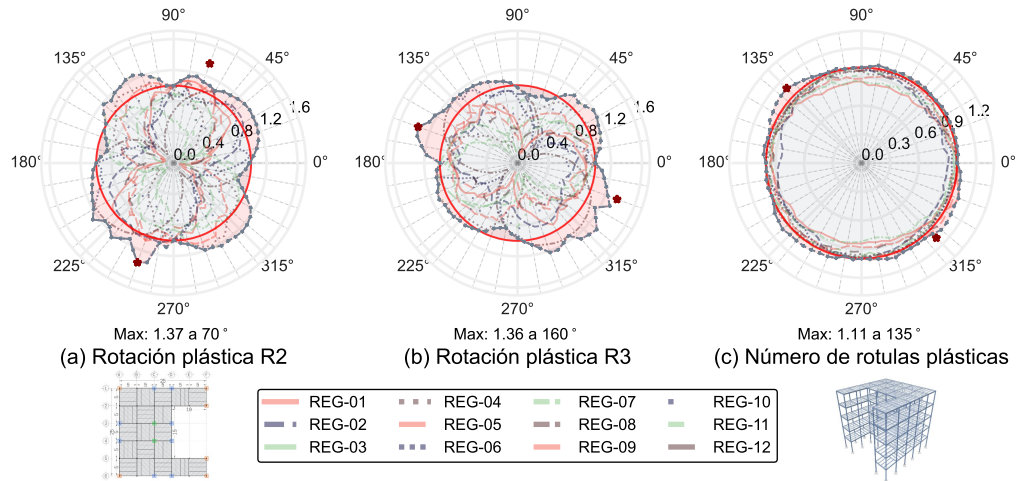 90° 90° 90°
135° 45° 135° 45° 135° 45°
180° 0.0 0.4 0.8 1.2 1.6 0° 180° 0.0 0.4 0.8 1.2 1.6 0° 180° 0.0 0.3 0.6 0.9 1.2 0°
225° 315° 225° 315° 225° 315°
270° 270° 270°
Max: 1.37 a 70° Max: 1.36 a 160° Max: 1.11 a 135°
(a) Rotación plástica R2 (b) Rotación plástica R3 (c) Número de rotulas plásticas
REG-01 REG-04 REG-07 REG-10
REG-02 REG-05 REG-08 REG-11
REG-03 REG-06 REG-09 REG-12